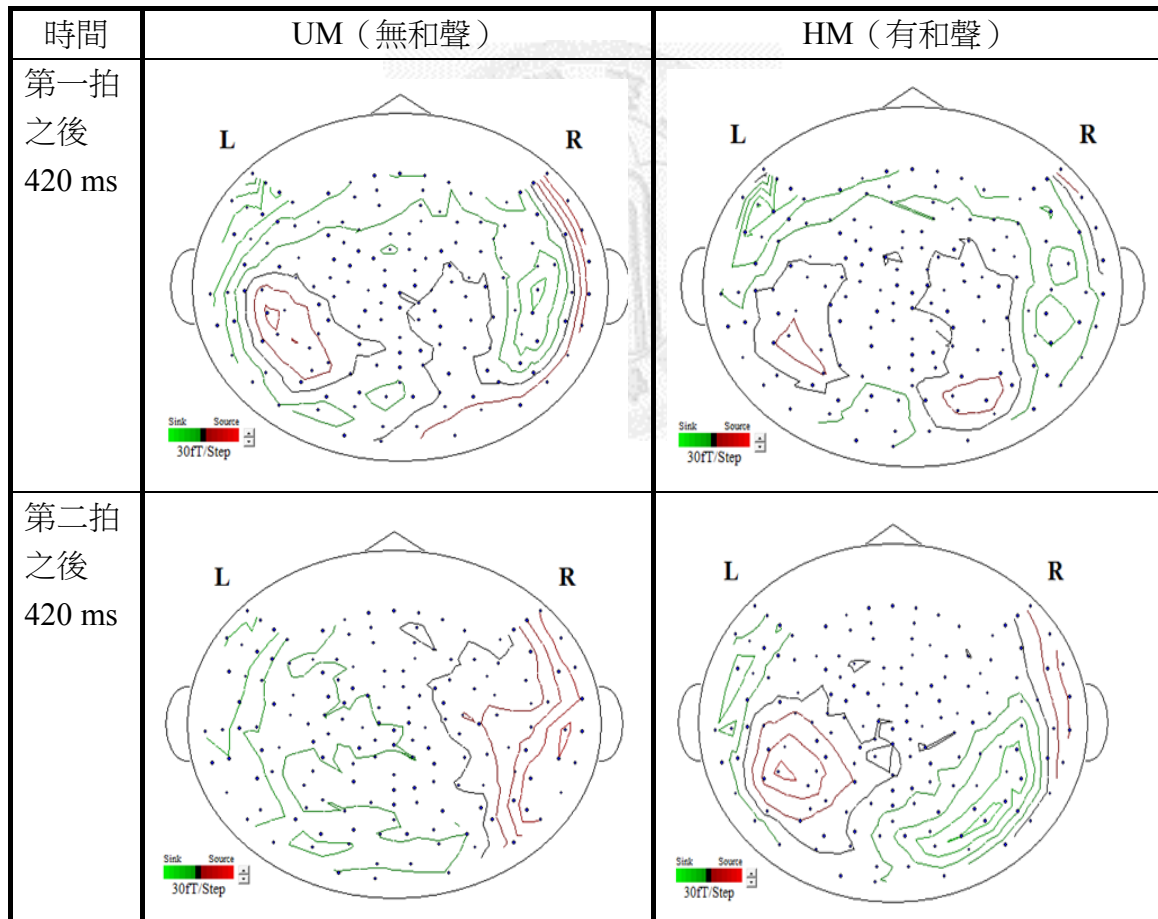 時間
UM（無和聲）
HM（有和聲）
第一拍
之後
420 ms
L
R
Sink Source
30fT/Step
L
R
Sink Source
30fT/Step
第二拍
之後
420 ms
L
R
Sink Source
30fT/Step
L
R
Sink Source
30fT/Step